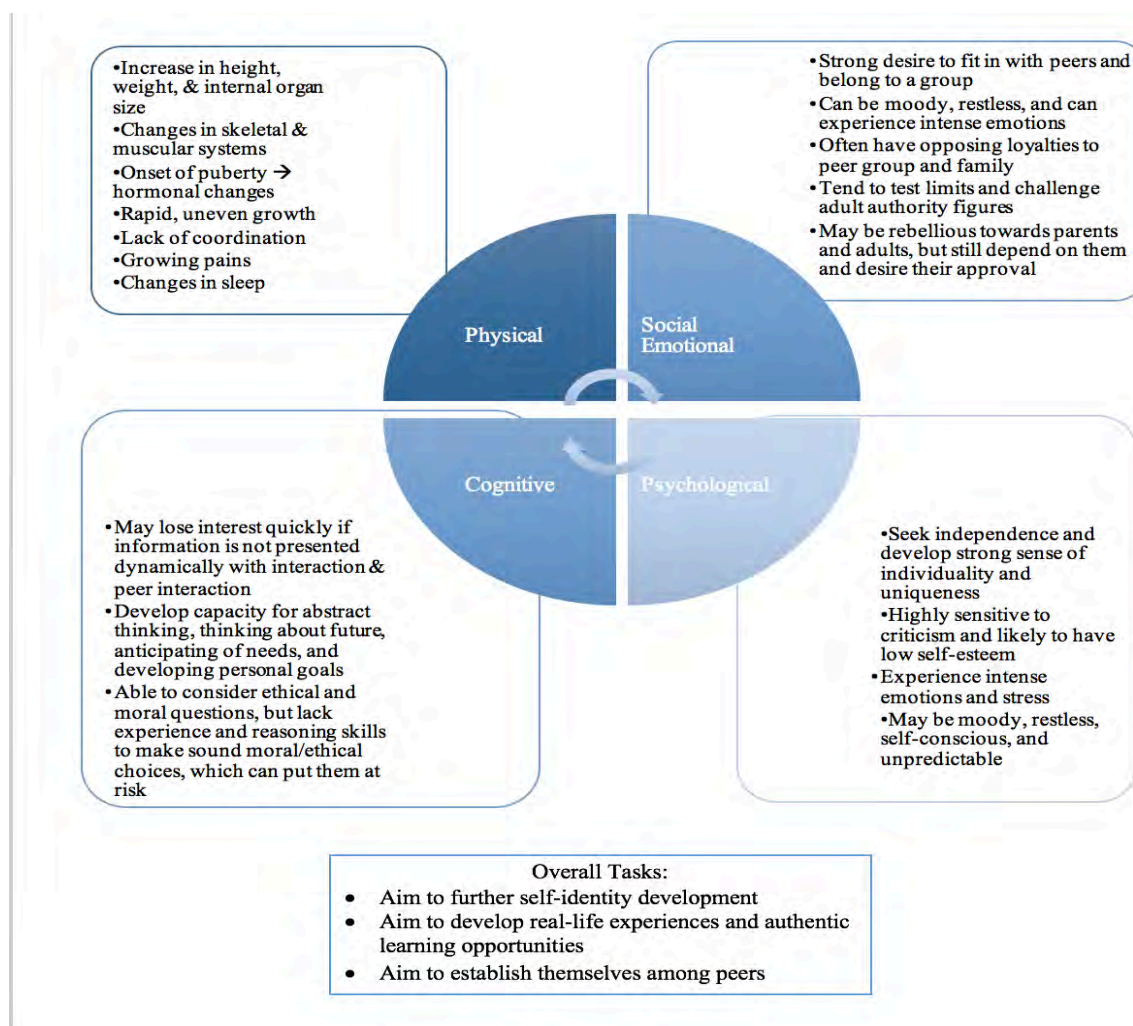 •Increase in height,
weight, & internal organ
size
•Changes in skeletal &
muscular systems
•Onset of puberty →
hormonal changes
•Rapid, uneven growth
•Lack of coordination
•Growing pains
•Changes in sleep
•Strong desire to fit in with peers and
belong to a group
•Can be moody, restless, and can
experience intense emotions
•Often have opposing loyalties to
peer group and family
•Tend to test limits and challenge
adult authority figures
•May be rebellious towards parents
and adults, but still depend on them
and desire their approval
Physical
Social
Emotional
Cognitive
Psychological
•May lose interest quickly if
information is not presented
dynamically with interaction &
peer interaction
•Develop capacity for abstract
thinking, thinking about future,
anticipating of needs, and
developing personal goals
•Able to consider ethical and
moral questions, but lack
experience and reasoning skills
to make sound moral/ethical
choices, which can put them at
risk
•Seek independence and
develop strong sense of
individuality and
uniqueness
•Highly sensitive to
criticism and likely to have
low self-esteem
•Experience intense
emotions and stress
•May be moody, restless,
self-conscious, and
unpredictable
Overall Tasks:
• Aim to further self-identity development
• Aim to develop real-life experiences and authentic
learning opportunities
• Aim to establish themselves among peers